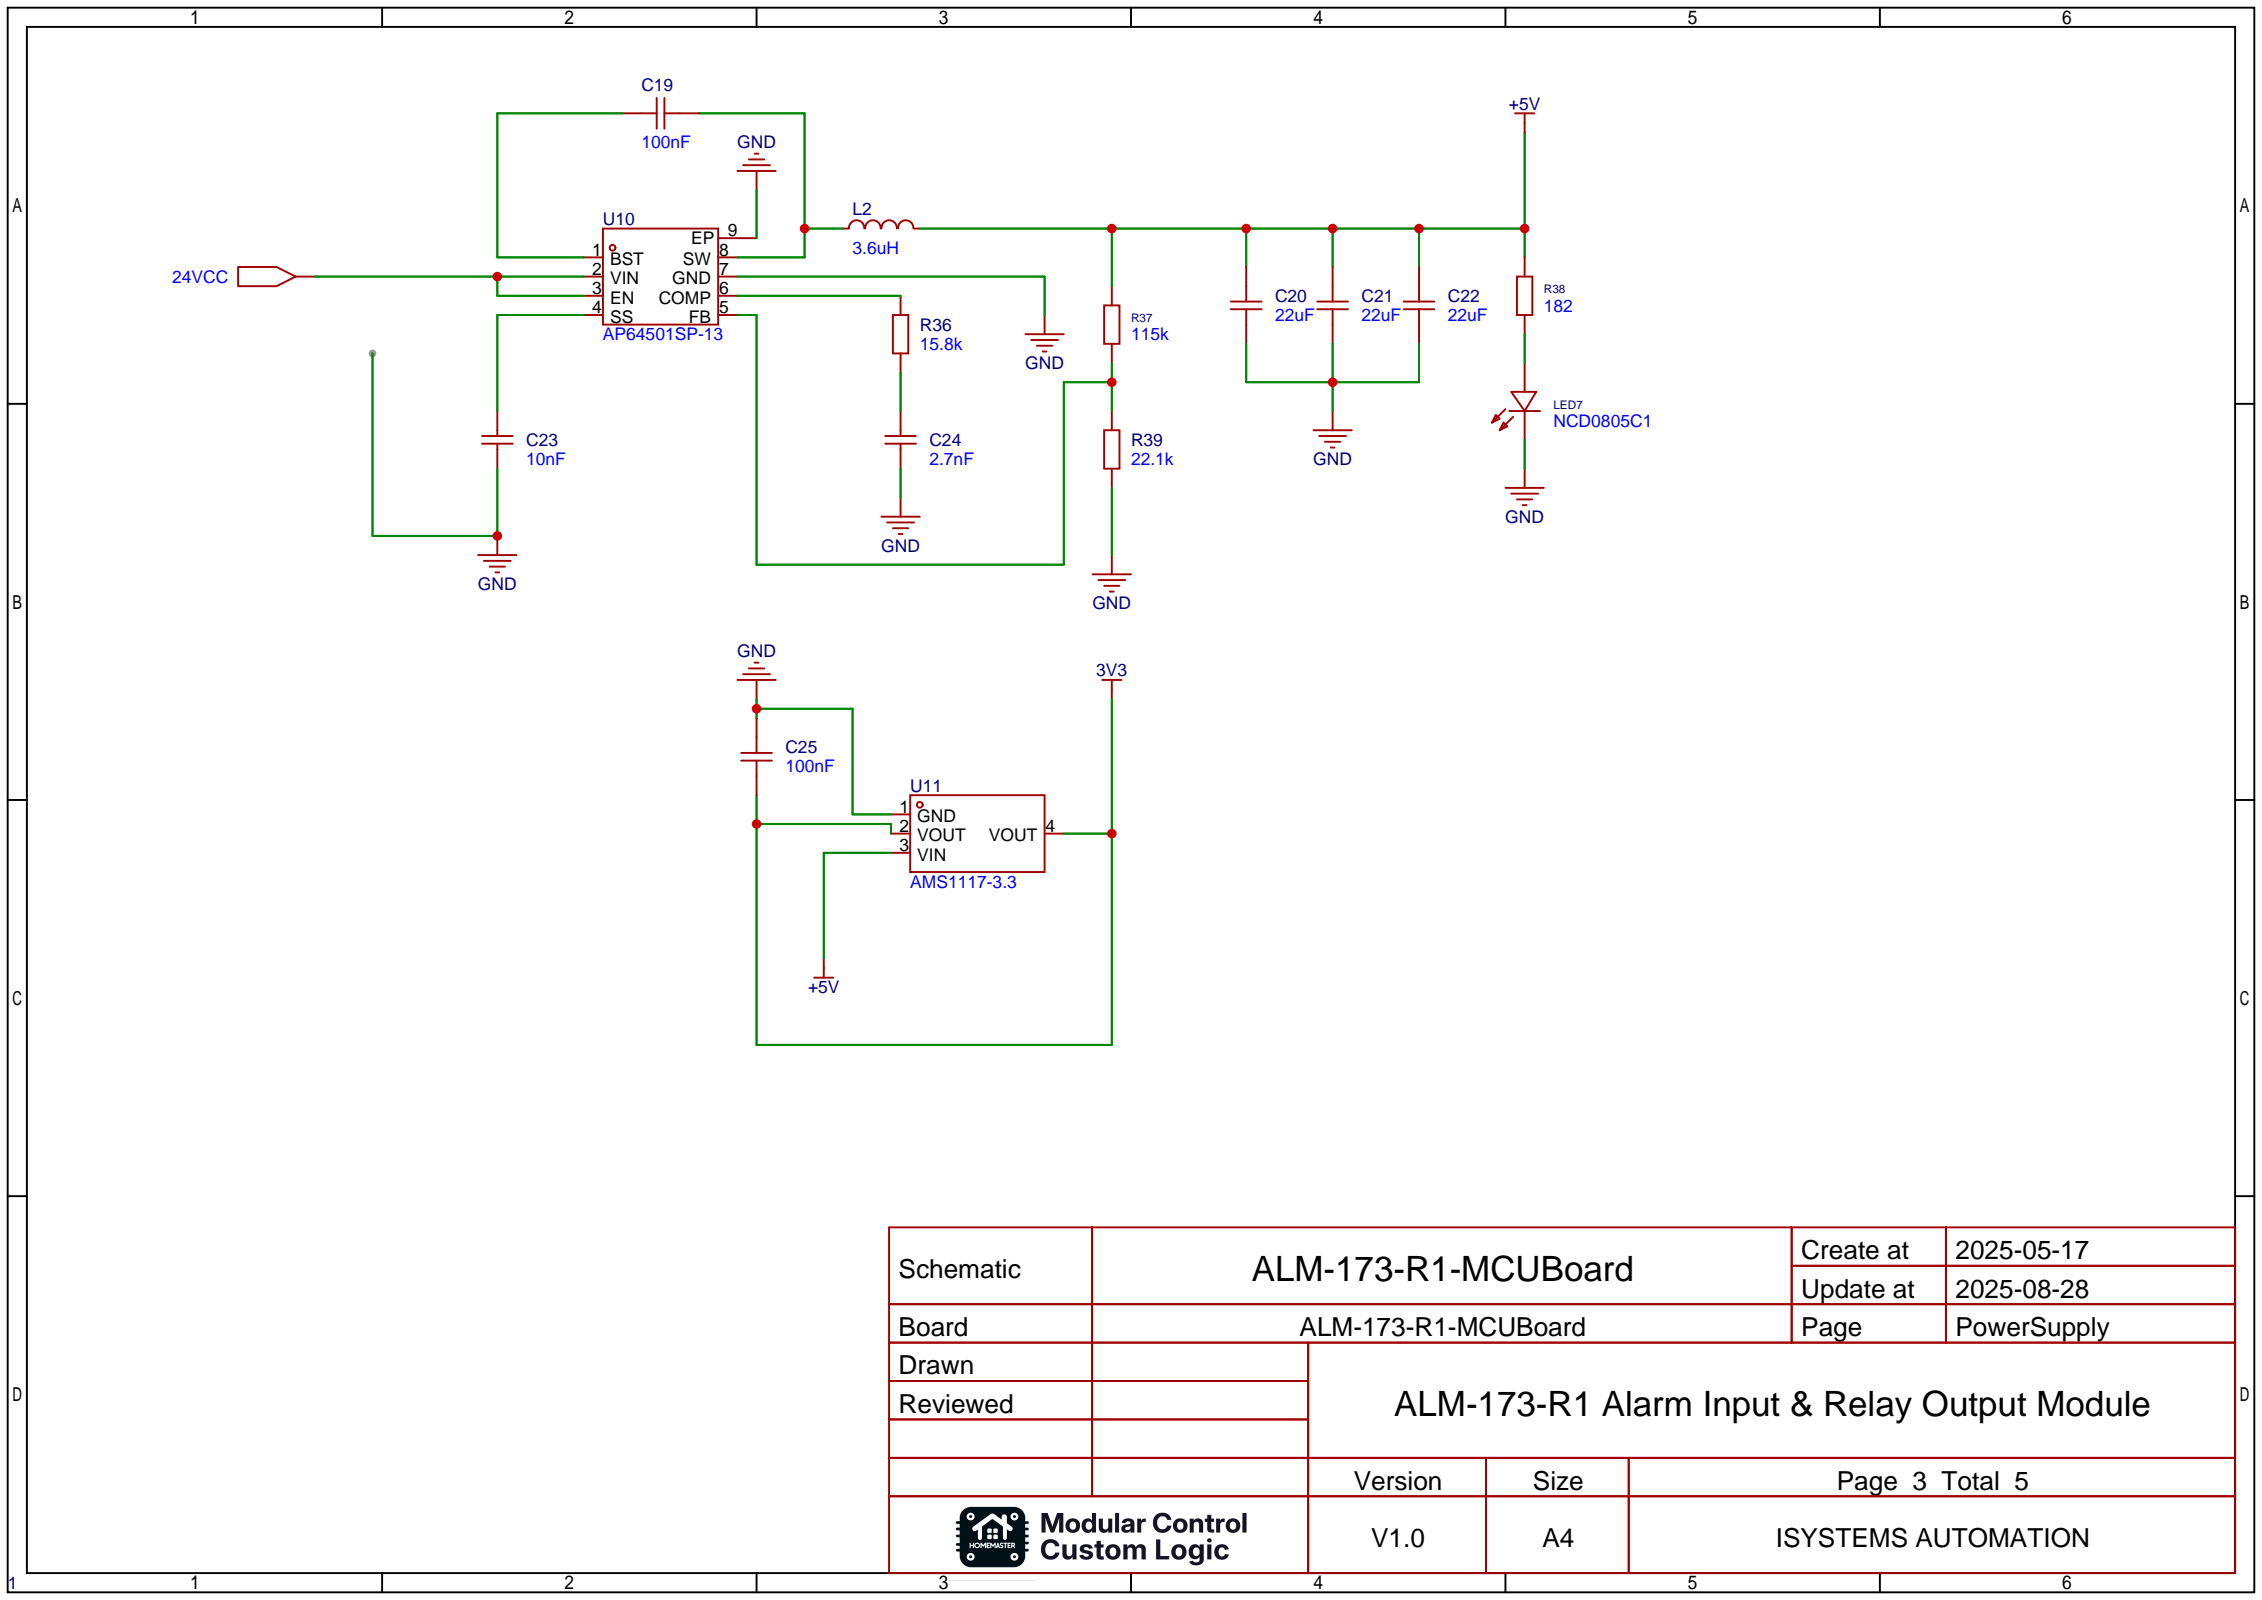 1 2 3 4 5 6
C19
100nF
GND
+5V
A
A
U10
L2
3.6uH
EP 9
1 BST SW 8
2 VIN GND 7
3 EN COMP 6
4 SS FB 5
AP64501SP-13
24VCC
R36
15.8k
GND
R37
115k
C20
22uF
C21
22uF
C22
22uF
R38
182
LED7
NCD0805C1
C23
10nF
C24
2.7nF
R39
22.1k
GND
GND
GND
GND
GND
B
B
GND
3V3
C25
100nF
U11
1 GND
2 VOUT VOUT 4
3 VIN
AMS1117-3.3
+5V
C
C
Schematic
ALM-173-R1-MCUBoard
Create at 2025-05-17
Update at 2025-08-28
Board ALM-173-R1-MCUBoard Page PowerSupply
Drawn
Reviewed
ALM-173-R1 Alarm Input & Relay Output Module
D
D
Version Size Page 3 Total 5
HOMEMASTER
Modular Control
Custom Logic
V1.0 A4 ISYSTEMS AUTOMATION
1
1 2 3 4 5 6